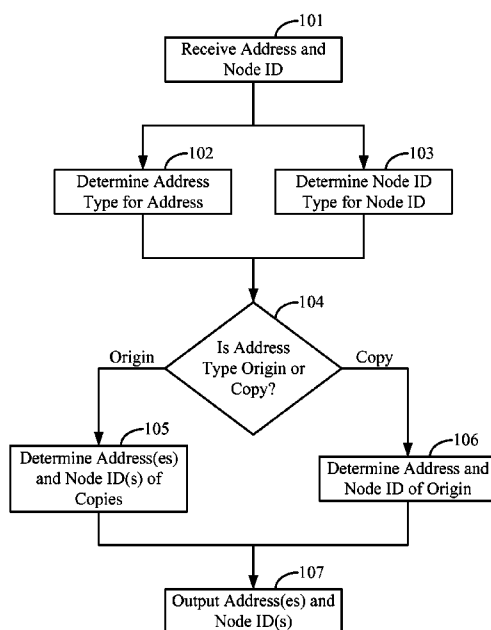 101
Receive Address and
Node ID
102
Determine Address
Type for Address
103
Determine Node ID
Type for Node ID
104
Is Address
Type Origin or
Copy?
Origin
Copy
105
Determine Address(es)
and Node ID(s) of
Copies
106
Determine Address and
Node ID of Origin
107
Output Address(es) and
Node ID(s)